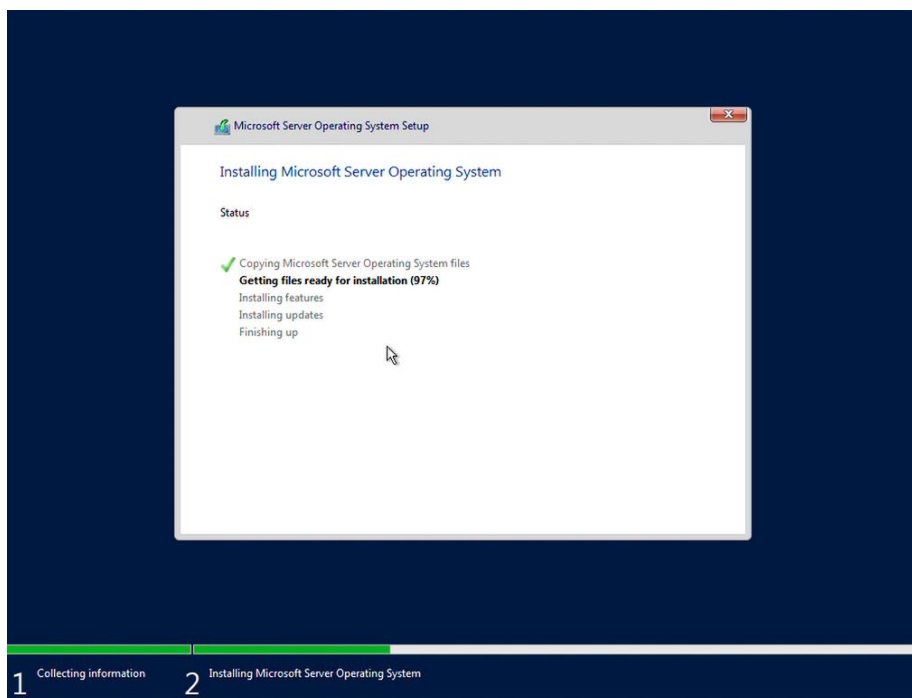 Microsoft Server Operating System Setup
Installing Microsoft Server Operating System
Status
Copying Microsoft Server Operating System files
Getting files ready for installation (97%)
Installing features
Installing updates
Finishing up
1 Collecting information
2 Installing Microsoft Server Operating System